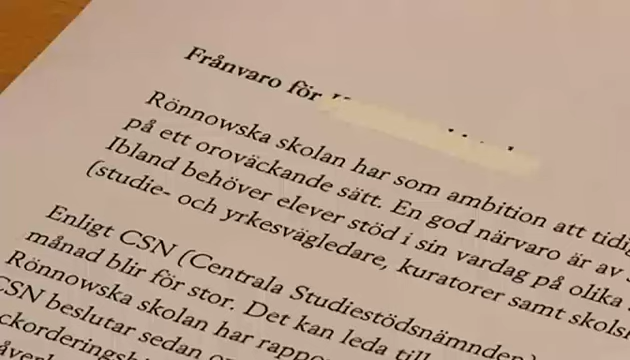 Frånvaro för
Rönnowska skolan har som ambition att tidig
på ett oroväckande sätt. En god närvaro är av
Ibland behöver elever stöd i sin vardag på olika
(studie- och yrkesvägledare, kuratorer samt skols
Enligt CSN (Centrala Studiestödsnämnden)
månad blir för stor. Det kan leda till
Rönnowska skolan har rappo
CSN beslutar sedan o